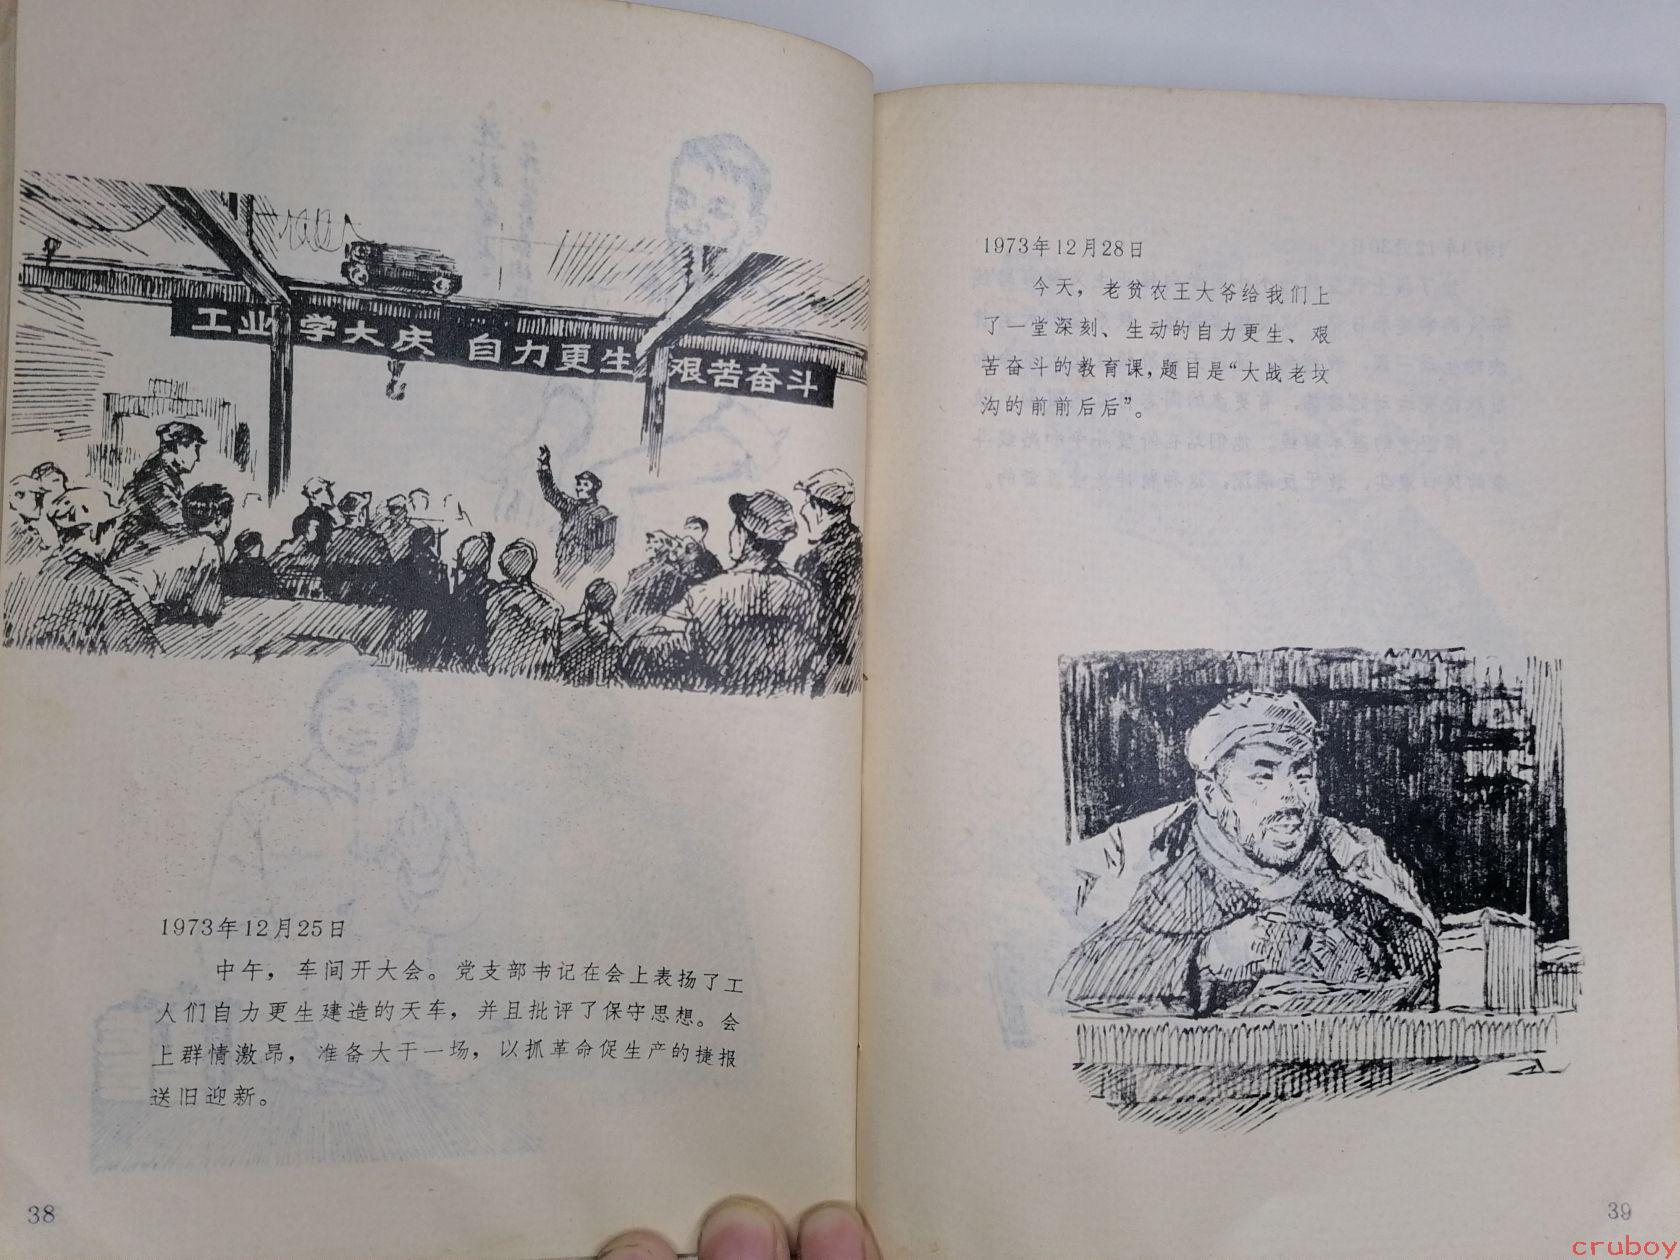 工业学大庆 自力更生 艰苦奋斗
1973年12月25日
中午，车间开大会。党支部书记在会上表扬了工
人们自力更生建造的天车，并且批评了保守思想。会
上群情激昂，准备大干一场，以抓革命促生产的捷报
送旧迎新。
38
1973年12月28日
今天，老贫农王大爷给我们上
了一堂深刻、生动的自力更生、艰
苦奋斗的教育课，题目是“大战老坟
沟的前前后后”。
39
cruboy